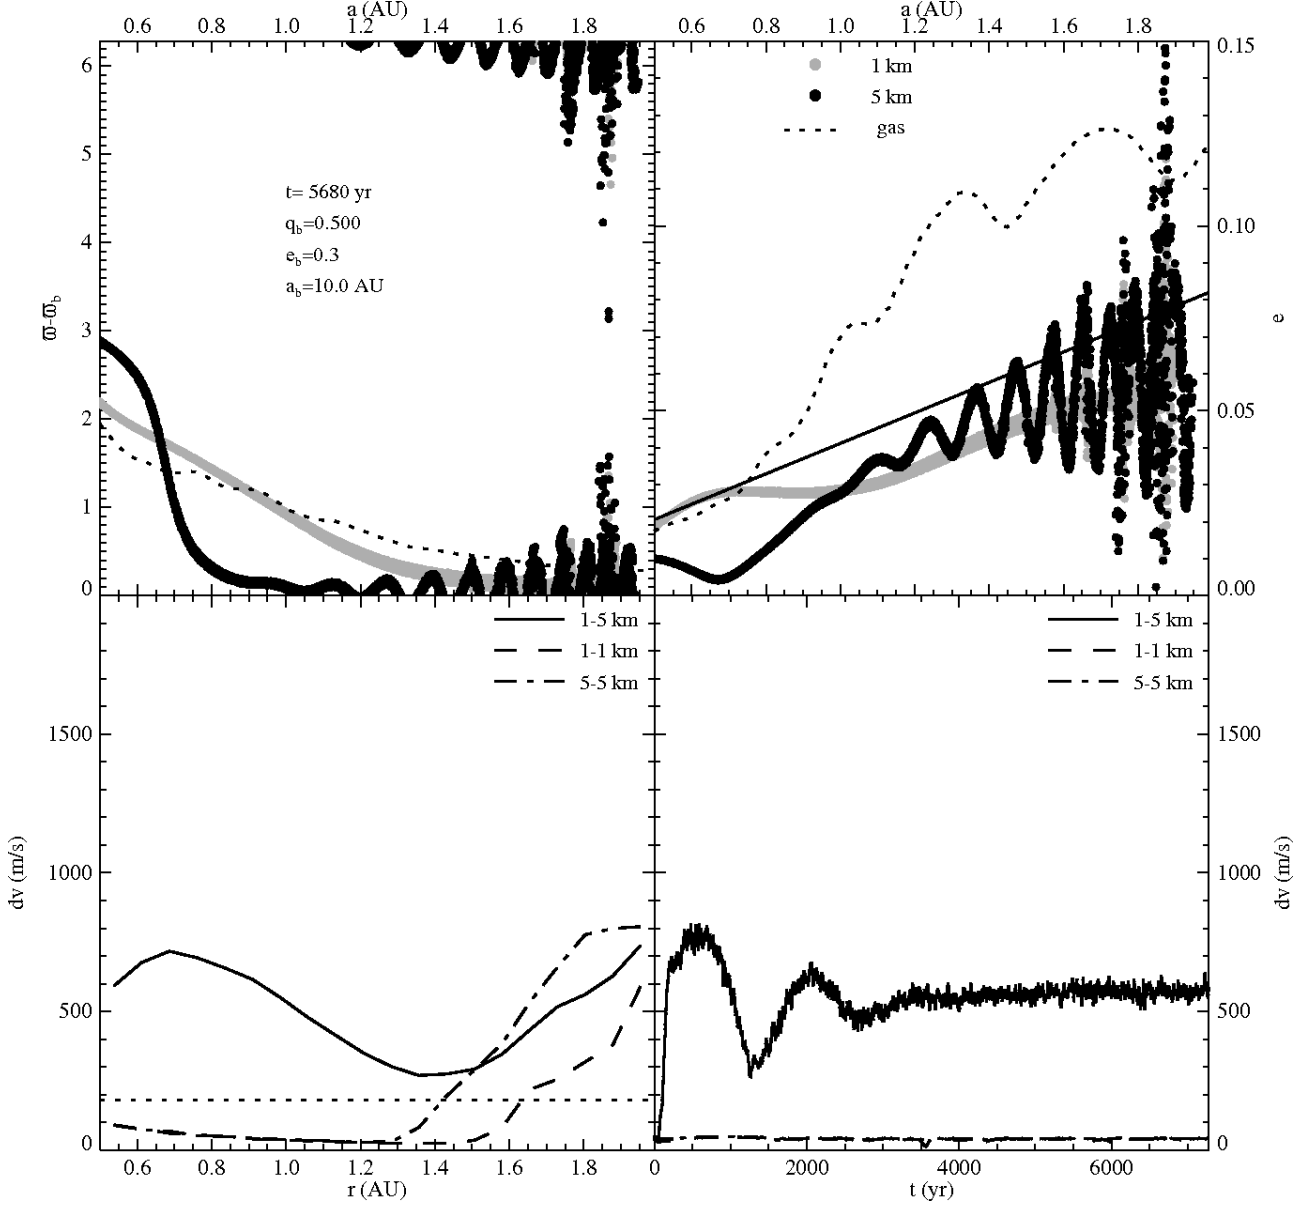 a (AU)
0.6 0.8 1.0 1.2 1.4 1.6 1.8
a (AU)
0.6 0.8 1.0 1.2 1.4 1.6 1.8
6
5
4
3
2
1
0
ϖ-ϖb
t= 5680 yr
qb=0.500
eb=0.3
ab=10.0 AU
1 km
5 km
gas
0.15
0.10
0.05
0.00
e
1-5 km
1-1 km
5-5 km
1500
1000
500
0
dv (m/s)
0.6 0.8 1.0 1.2 1.4 1.6 1.8
r (AU)
1-5 km
1-1 km
5-5 km
1500
1000
500
0
dv (m/s)
0 2000 4000 6000
t (yr)